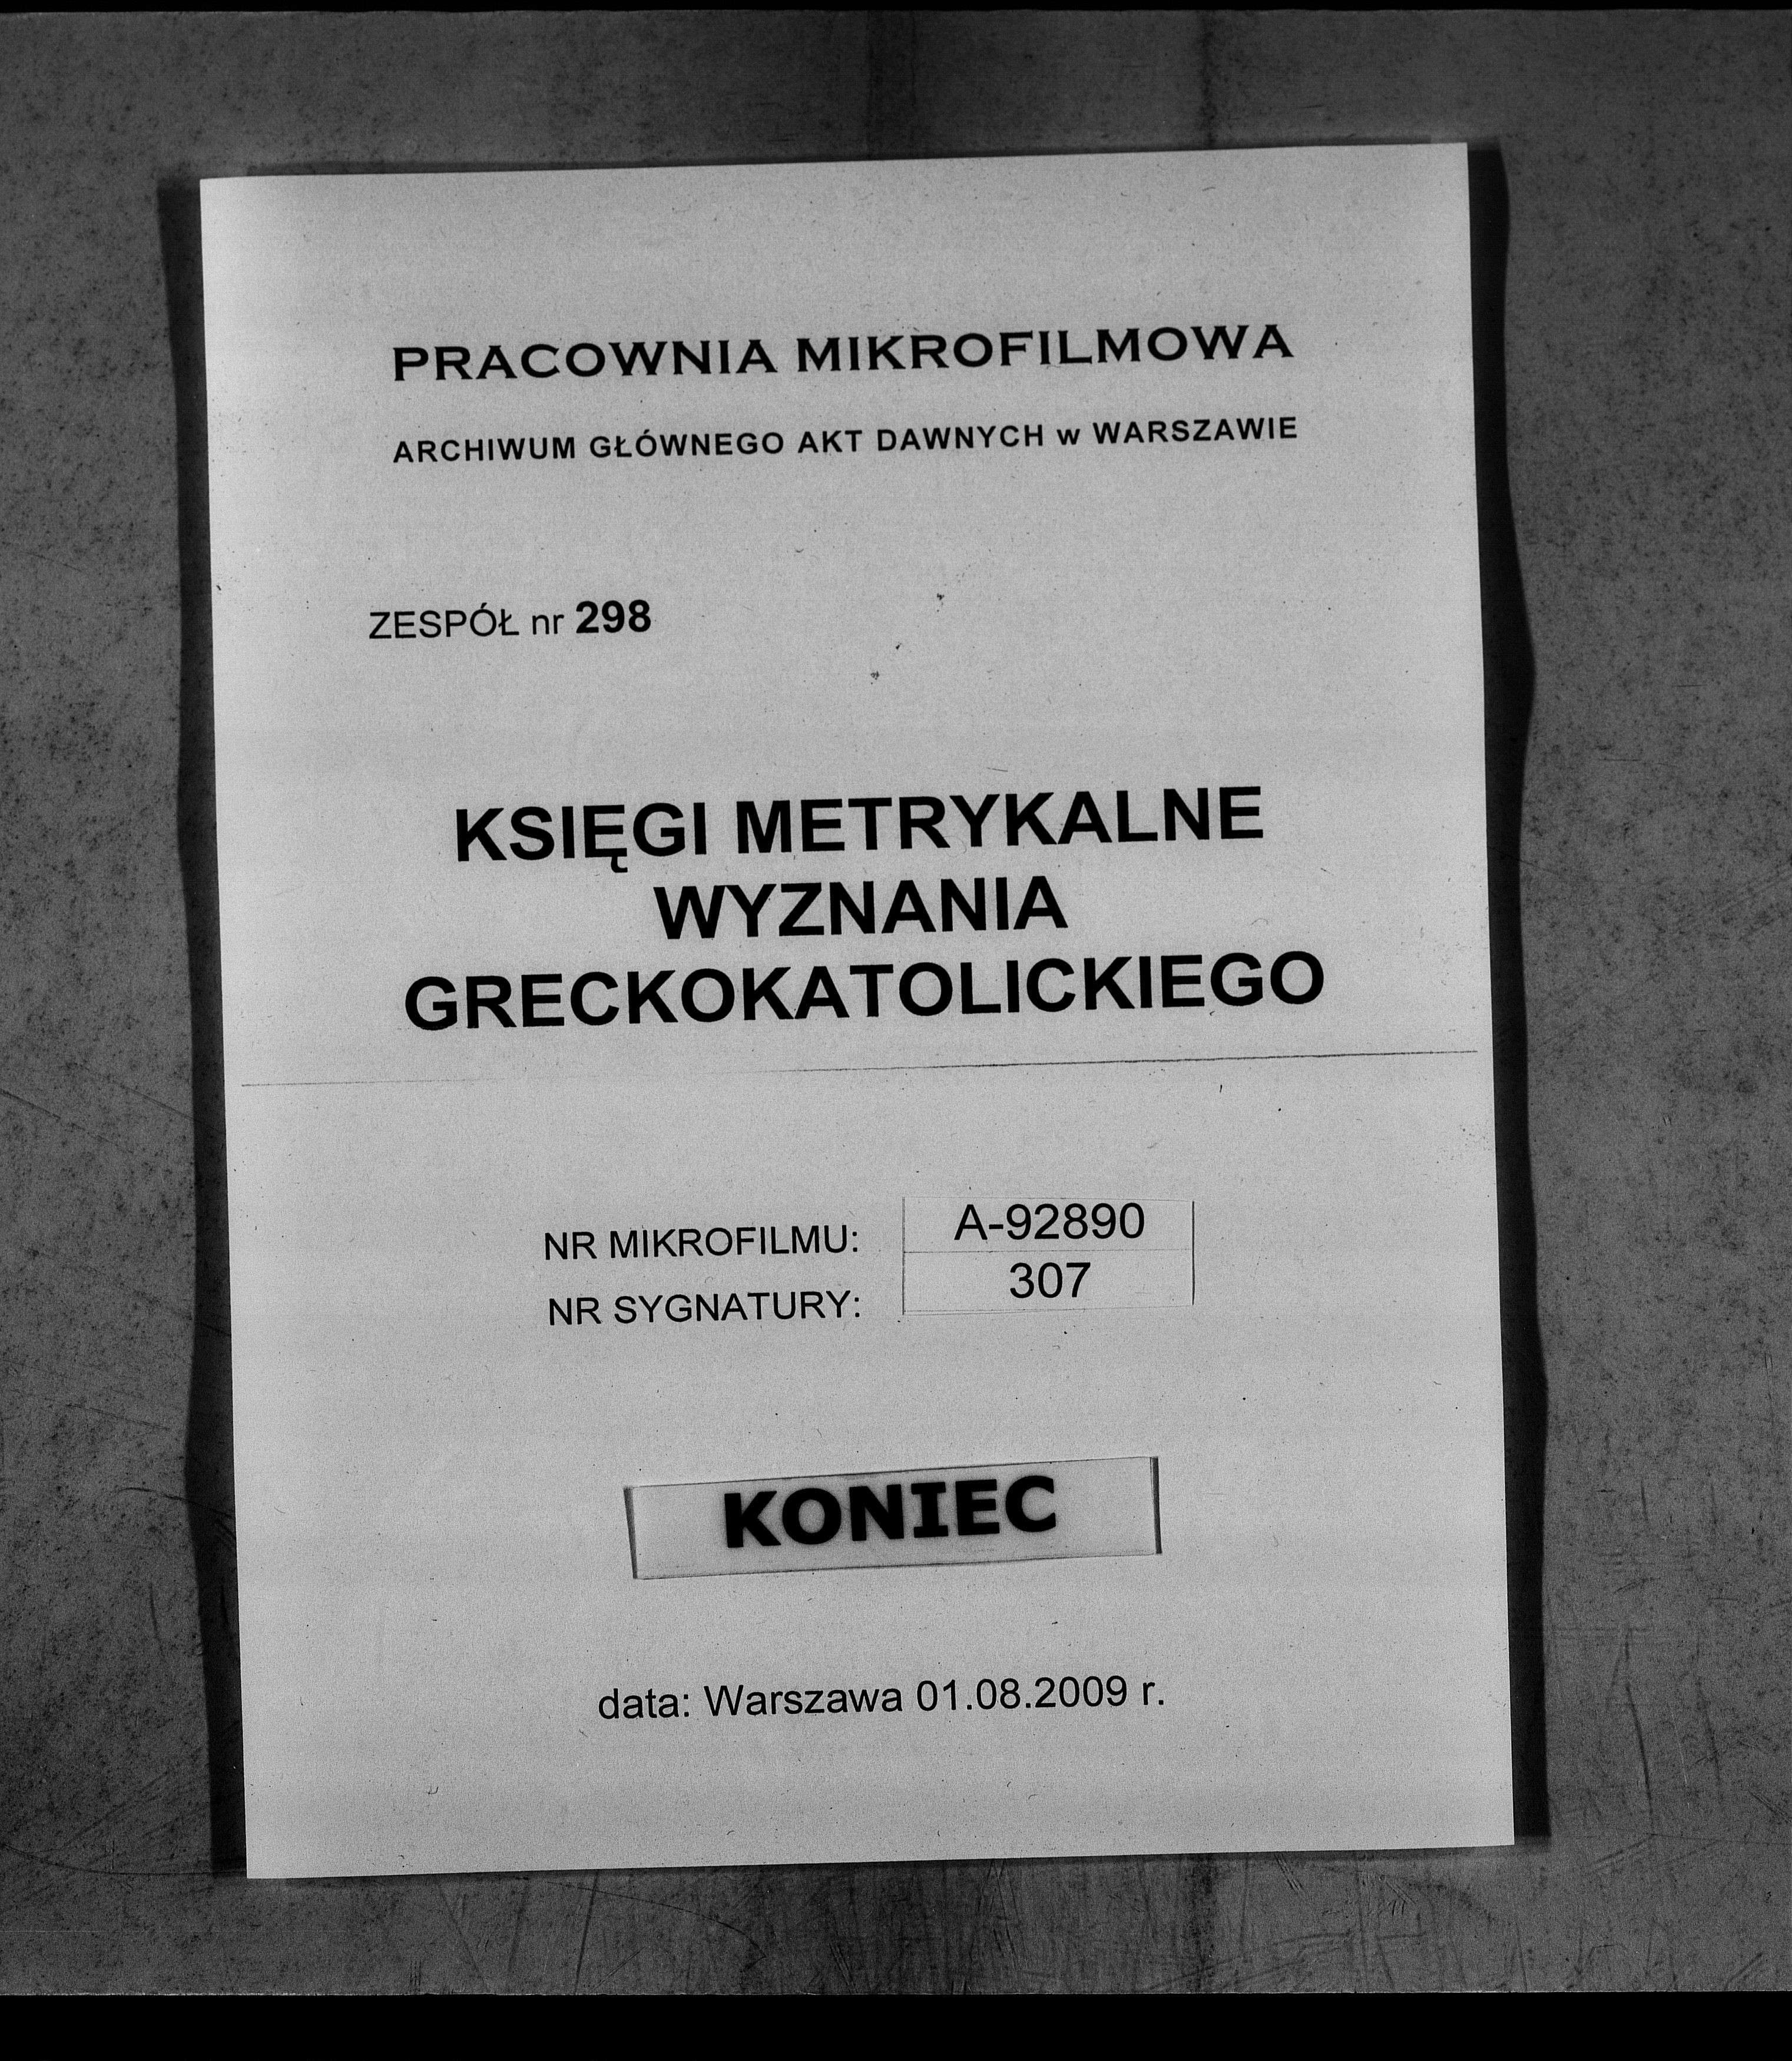 PRACOWNIA MIKROFILMOWA
ARCHIWUM GŁÓWNEGO AKT DAWNYCH w WARSZAWIE
ZESPÓŁ nr 298
KSIĘGI METRYKALNE
WYZNANIA
GRECKOKATOLICKIEGO
NR MIKROFILMU: A-92890
NR SYGNATURY: 307
KONIEC
data: Warszawa 01.08.2009 r.